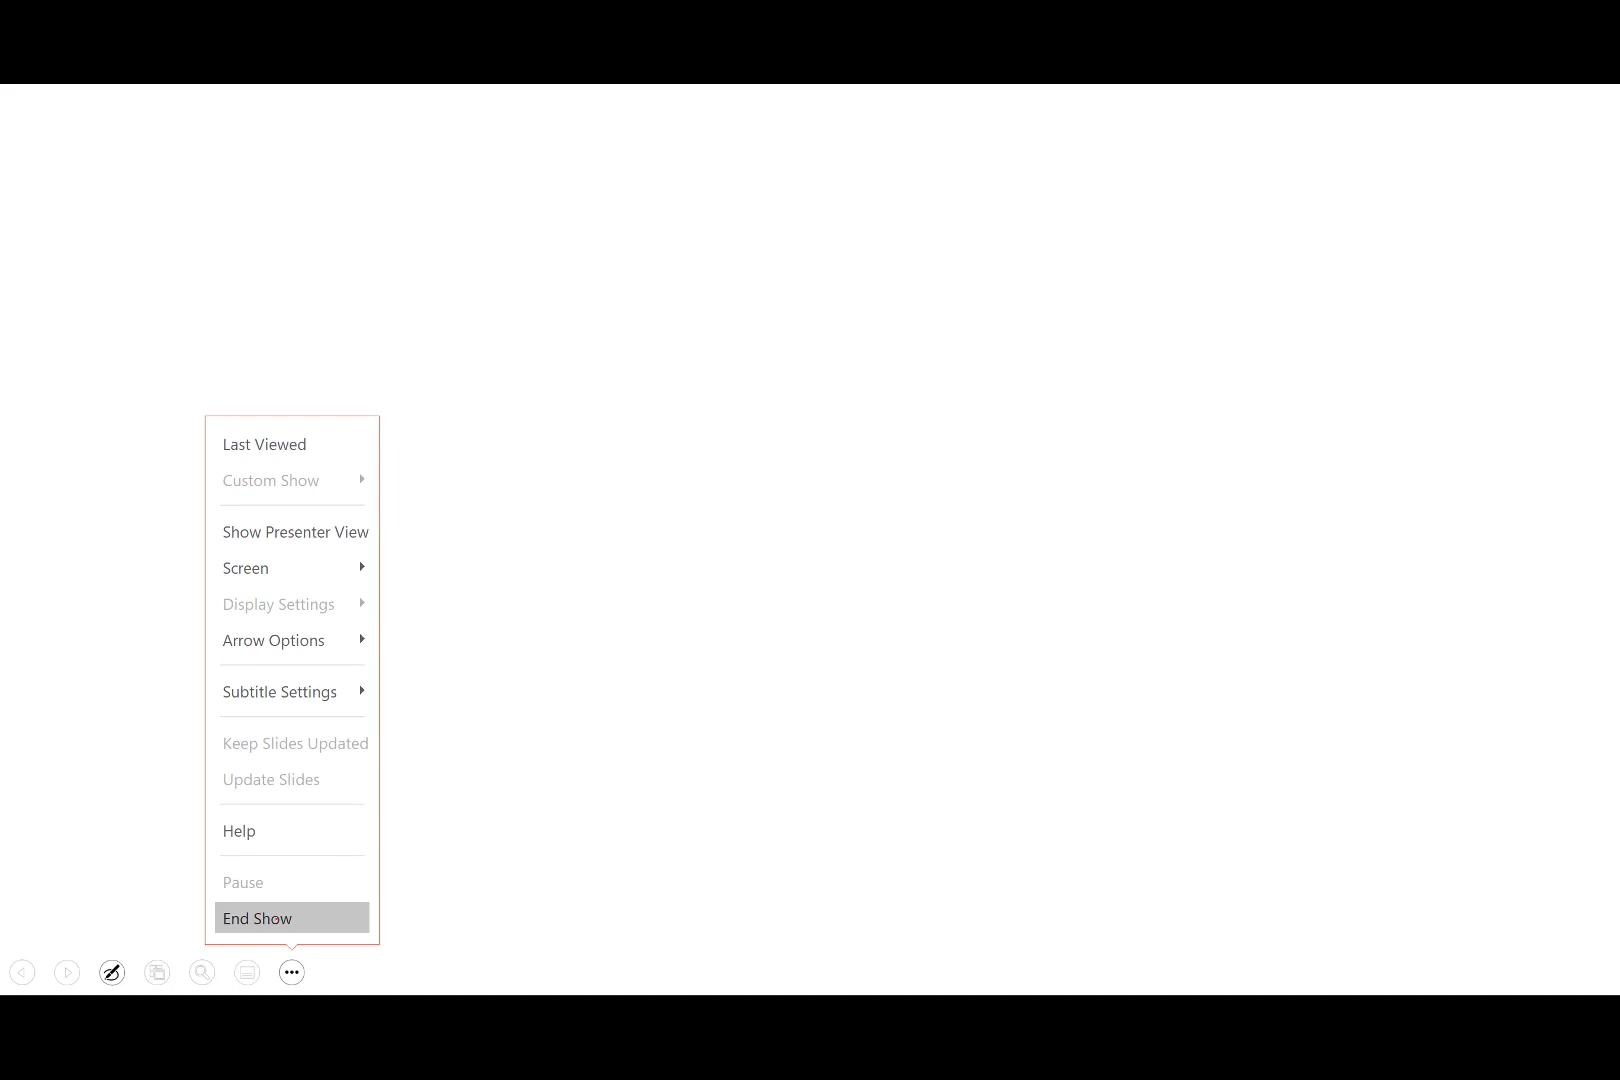 Last Viewed
Custom Show
Show Presenter View
Screen
Display Settings
Arrow Options
Subtitle Settings
Keep Slides Updated
Update Slides
Help
Pause
End Show